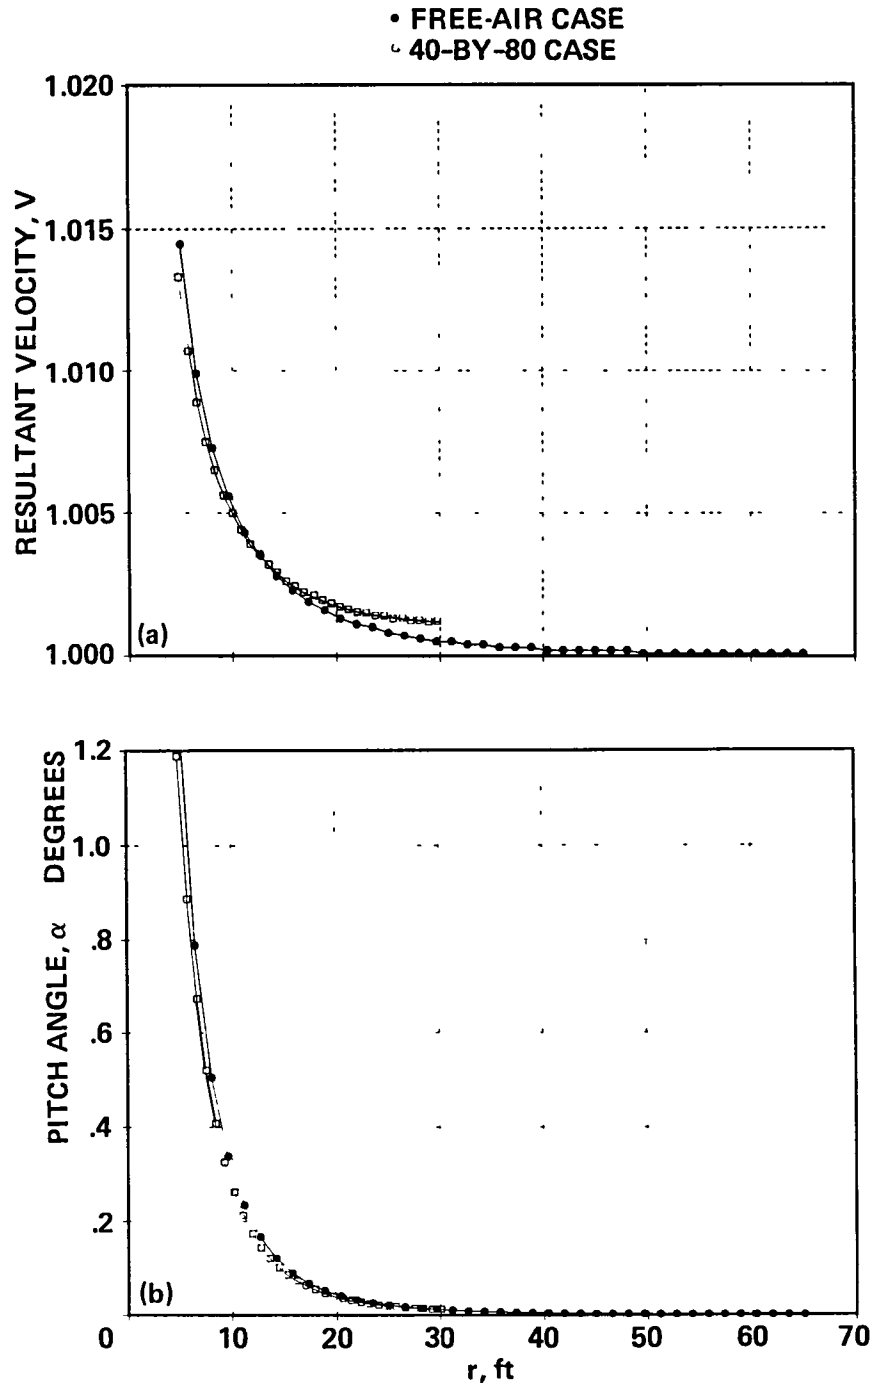 • FREE-AIR CASE
40-BY-80 CASE
RESULTANT VELOCITY, V
1.020
1.015
1.010
1.005
1.000
(a)
PITCH ANGLE, α DEGREES
1.2
1.0
.8
.6
.4
.2
(b)
0 10 20 30 40 50 60 70
r, ft